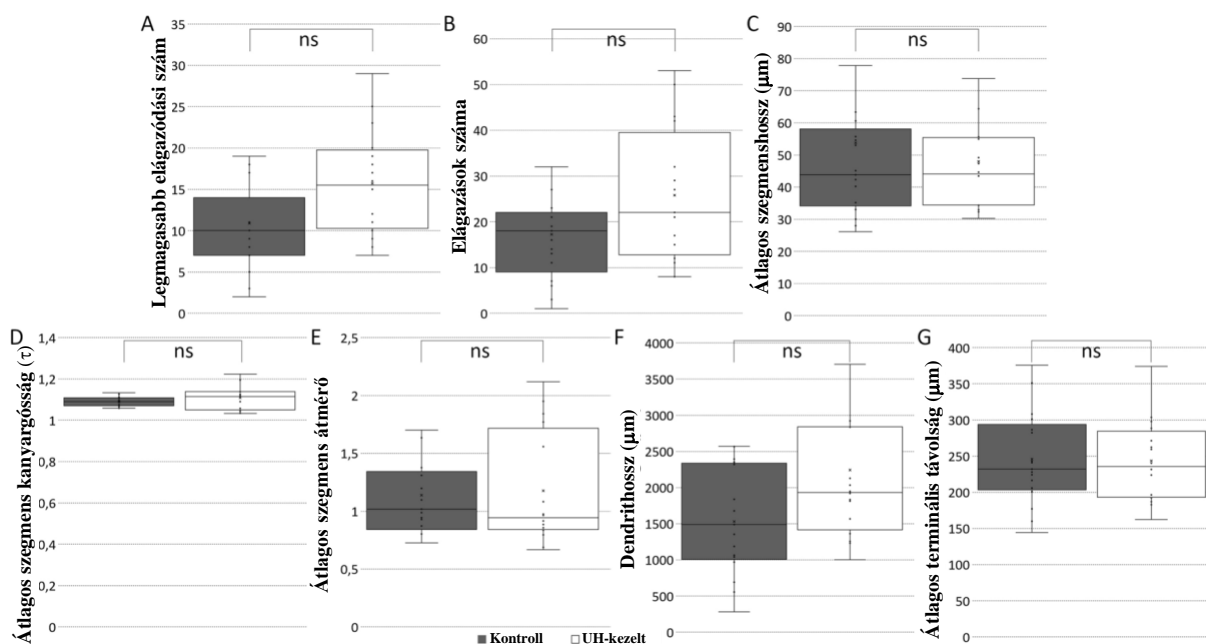 A
Legmagasabb elágazódási szám
35
30
25
20
15
10
5
0
ns
B
Elágazások száma
60
50
40
30
20
10
0
ns
C
Átlagos szegmenshossz (µm)
90
80
70
60
50
40
30
20
10
0
ns
D
Átlagos szegmens kanyargósság (τ)
1,4
1,2
1
0,8
0,6
0,4
0,2
0
ns
E
Átlagos szegmens átmérő
2,5
2
1,5
1
0,5
0
ns
F
Dendrithossz (µm)
4000
3500
3000
2500
2000
1500
1000
500
0
ns
G
Átlagos terminális távolság (µm)
400
350
300
250
200
150
100
50
0
ns
Kontroll UH-kezelt